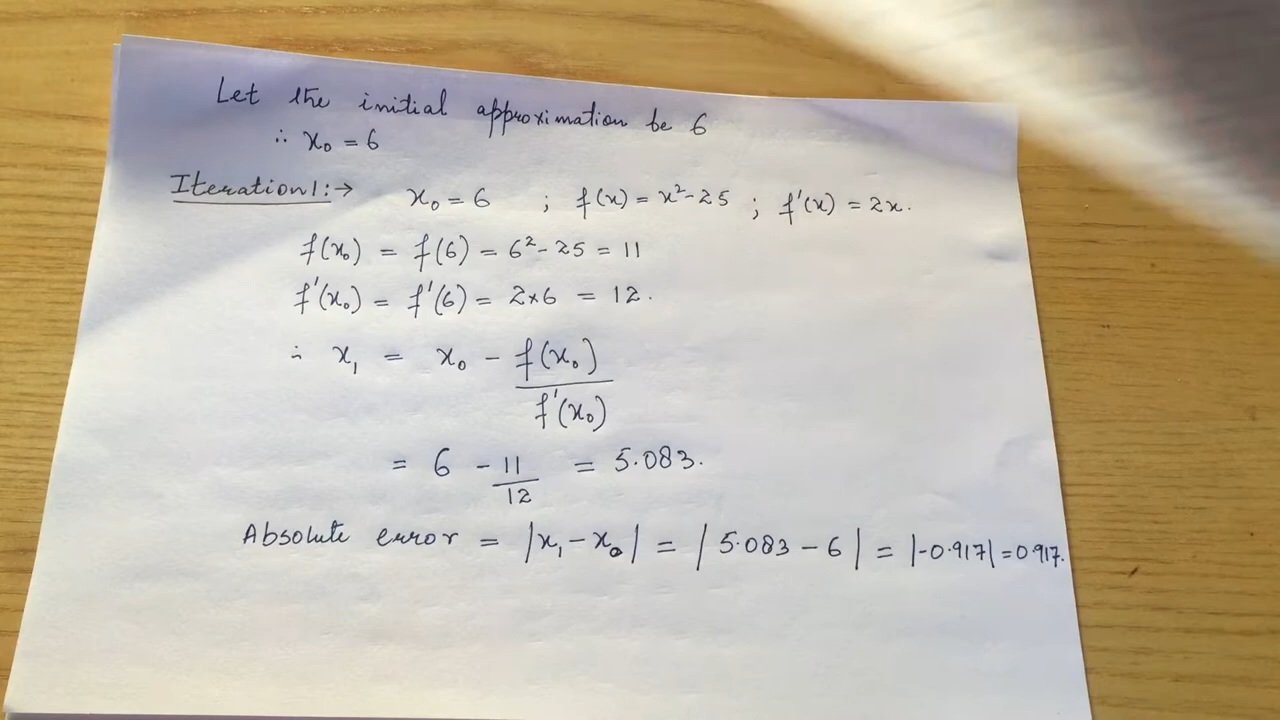 Let the initial approximation be 6
∴ x₀ = 6
Iteration 1:→ x₀ = 6 ; f(x) = x² - 25 ; f'(x) = 2x.
f(x₀) = f(6) = 6² - 25 = 11
f'(x₀) = f'(6) = 2×6 = 12.
∴ x₁ = x₀ - f(x₀)/f'(x₀)
= 6 - 11/12 = 5.083.
Absolute error = |x₁ - x₀| = |5.083 - 6| = |-0.917| = 0.917.